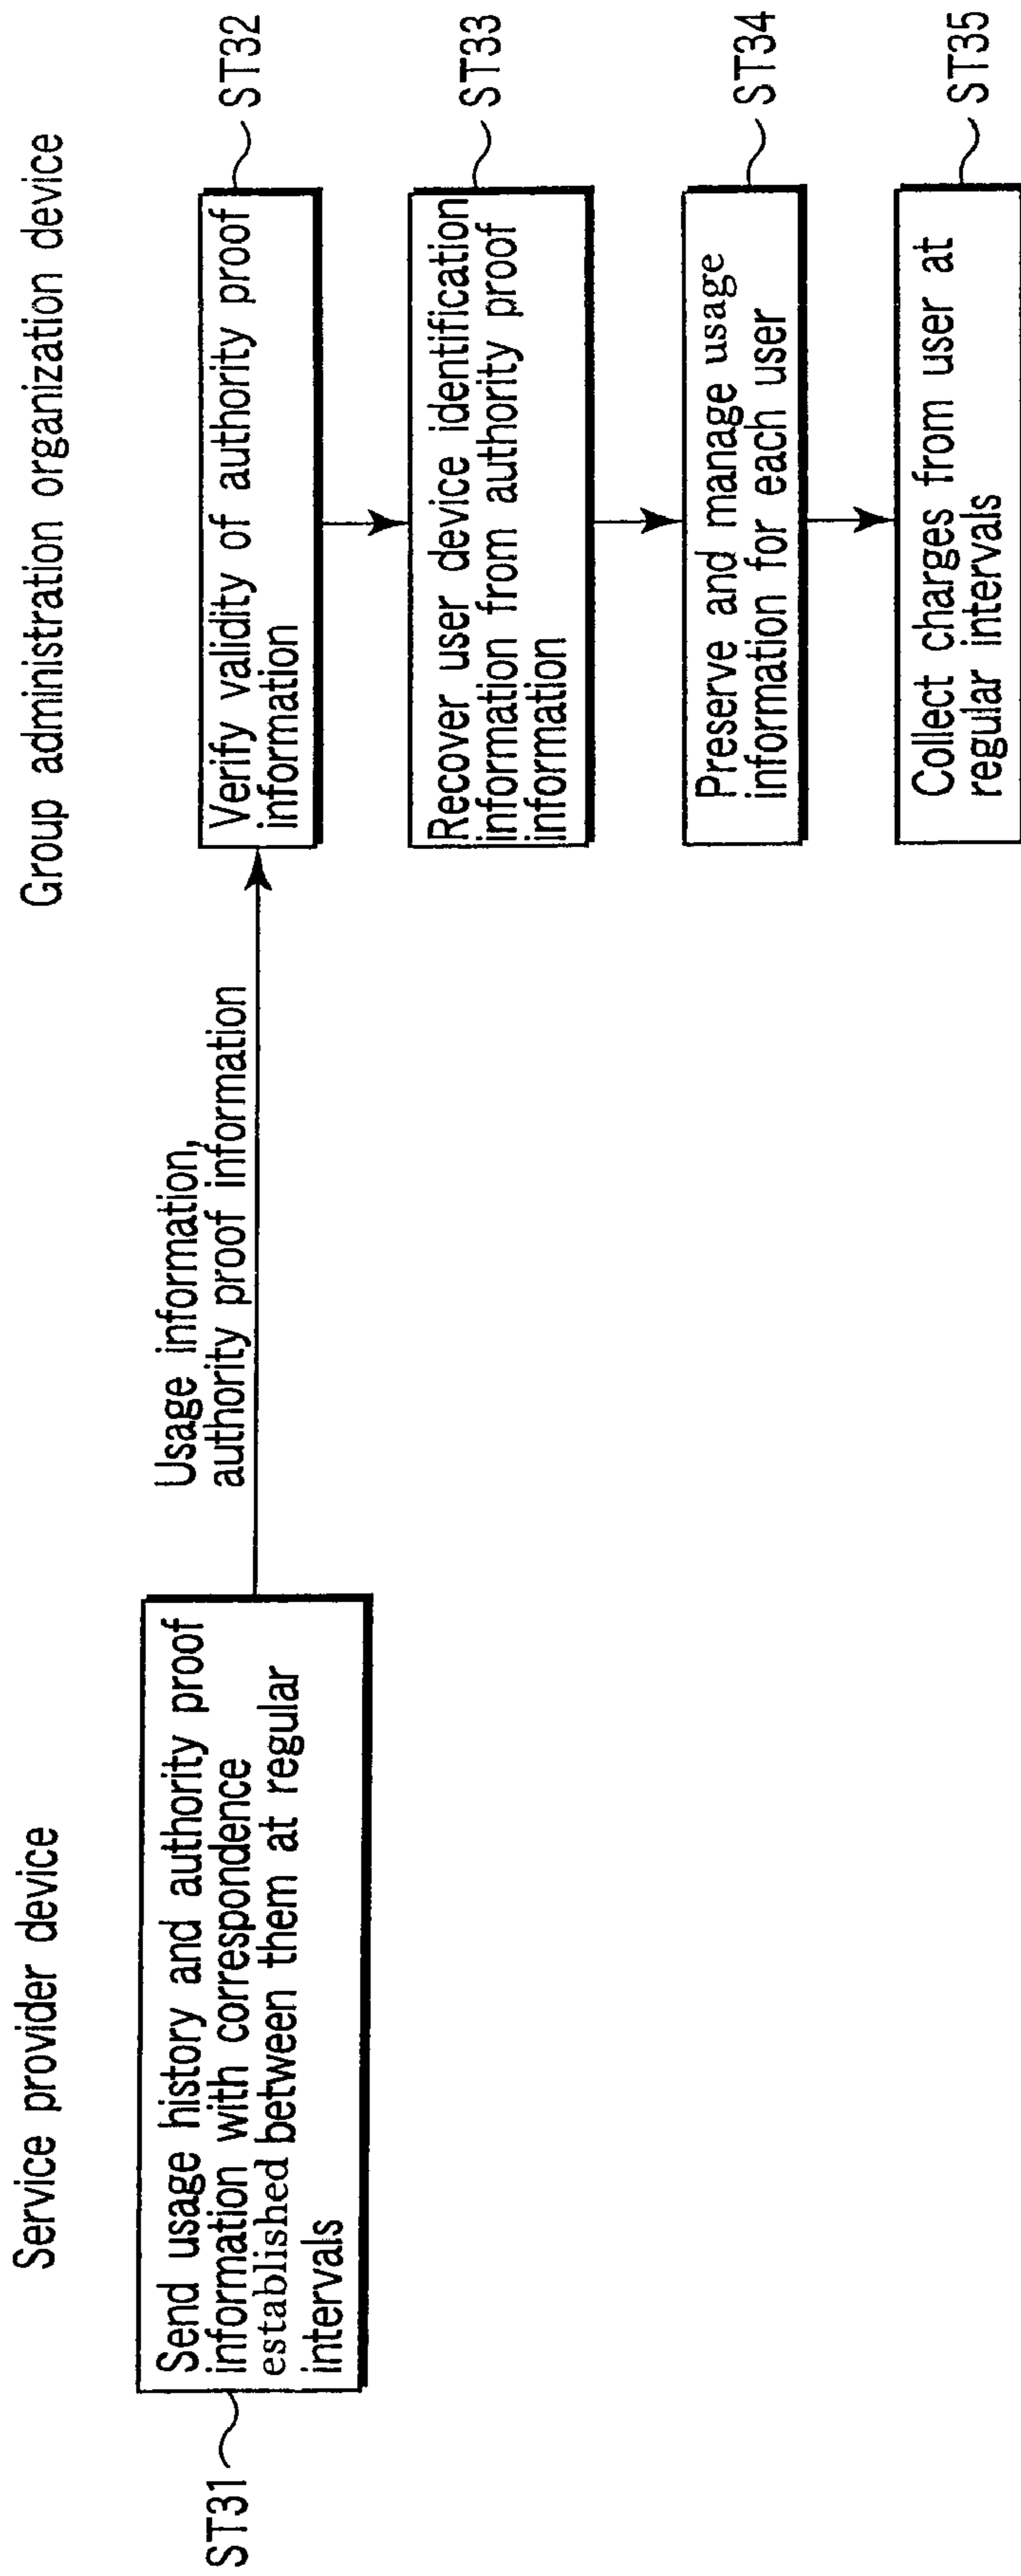 Service provider device
Group administration organization device
ST31
Send usage history and authority proof
information with correspondence
established between them at regular
intervals
Usage information,
authority proof information
Verify validity of authority proof
information
ST32
Recover user device identification
information from authority proof
information
ST33
Preserve and manage usage
information for each user
ST34
Collect charges from user at
regular intervals
ST35